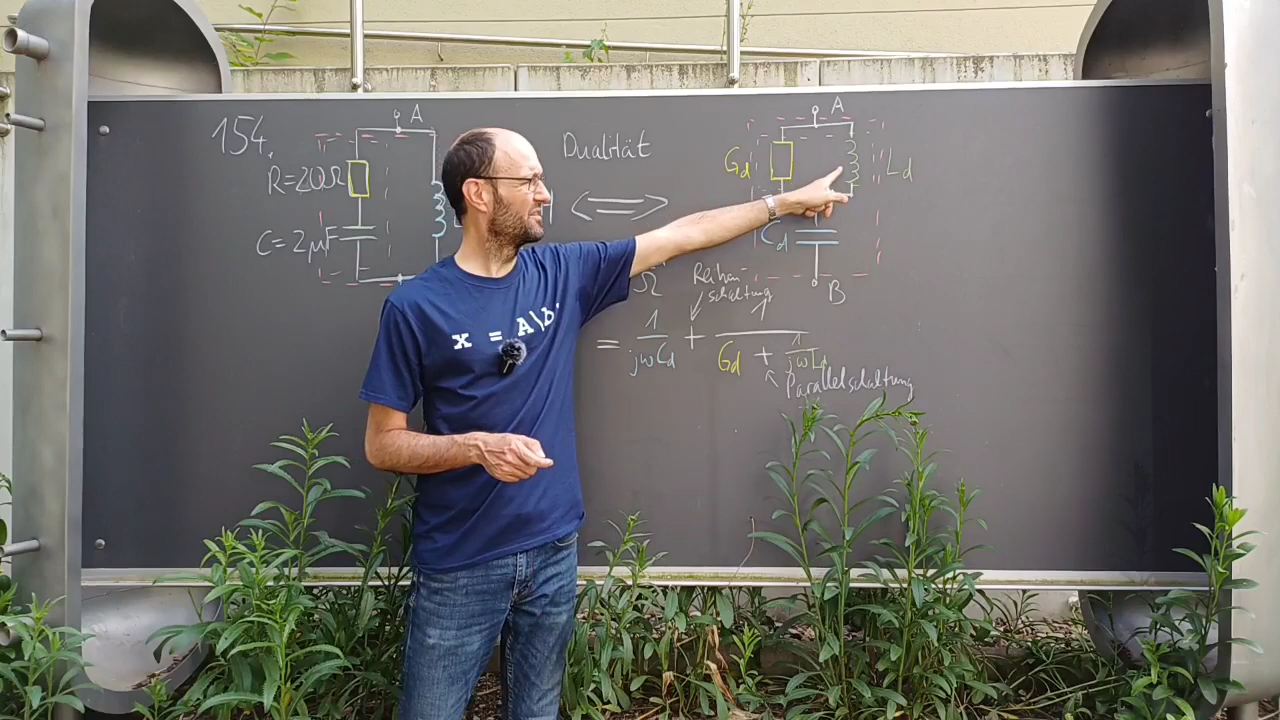 154.
A
R=20Ω
C=2μF
Dualität
A
G_d
L_d
C_d
B
Reihen-
schaltung
= 1/(jωC_d) + 1/(G_d + 1/(jωL_d))
Parallelschaltung
x = A\b